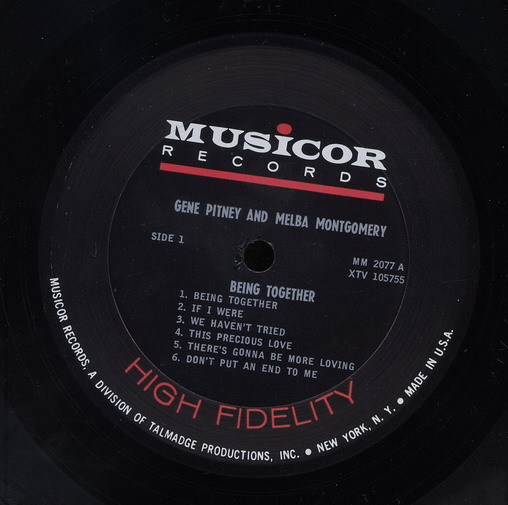 MUSICOR
RECORDS
GENE PITNEY AND MELBA MONTGOMERY
SIDE 1
MM 2077 A
XTV 105755
BEING TOGETHER
1. BEING TOGETHER
2. IF I WERE
3. WE HAVEN'T TRIED
4. THIS PRECIOUS LOVE
5. THERE'S GONNA BE MORE LOVING
6. DON'T PUT AN END TO ME
HIGH FIDELITY
MUSICOR RECORDS. A DIVISION OF TALMADGE PRODUCTIONS, INC. ● NEW YORK, N. Y. ● MADE IN U.S.A.